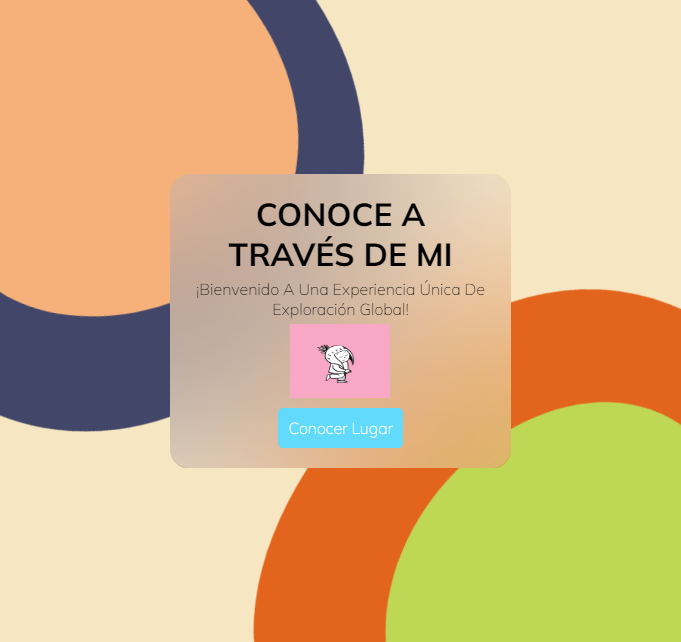 CONOCE A
TRAVÉS DE MI
¡Bienvenido A Una Experiencia Única De
Exploración Global!
Conocer Lugar